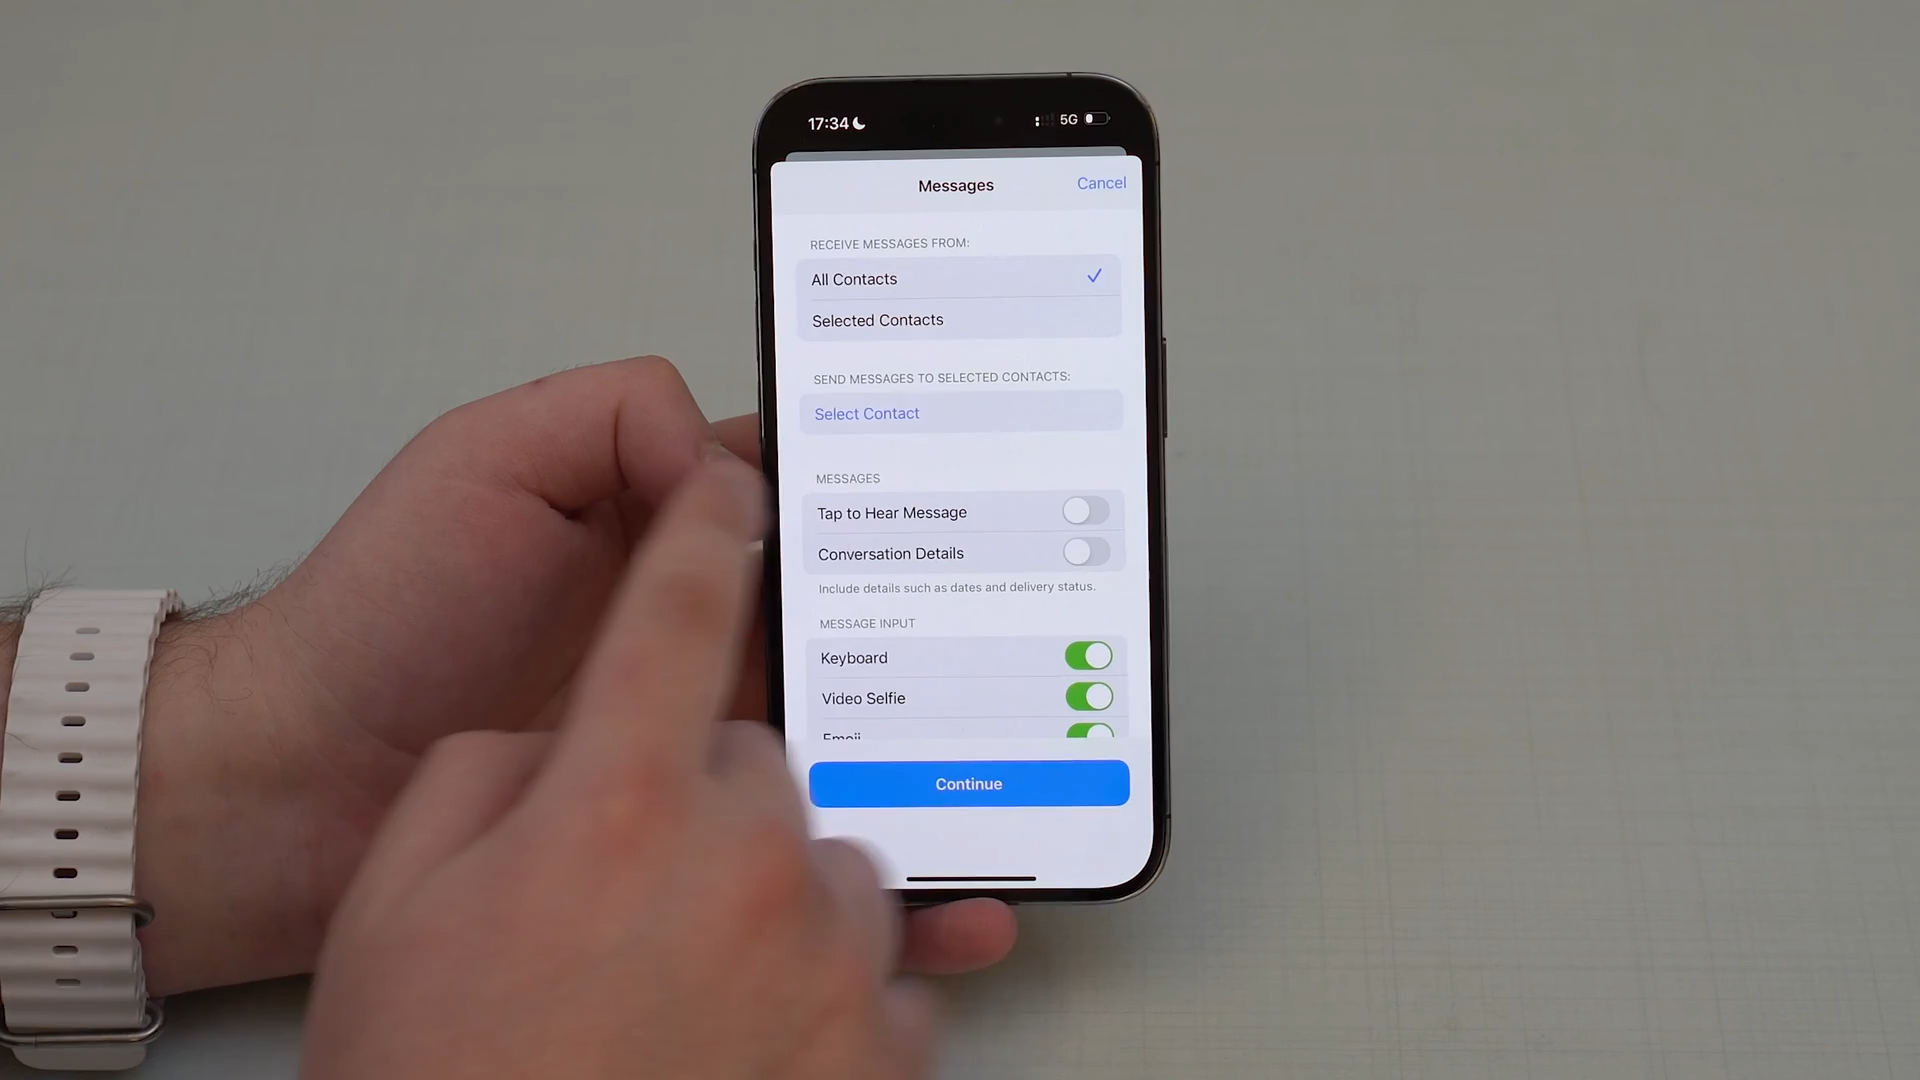 17:34
5G
Messages
Cancel
RECEIVE MESSAGES FROM:
All Contacts
Selected Contacts
SEND MESSAGES TO SELECTED CONTACTS:
Select Contact
MESSAGES
Tap to Hear Message
Conversation Details
Include details such as dates and delivery status.
MESSAGE INPUT
Keyboard
Video Selfie
Emoji
Continue